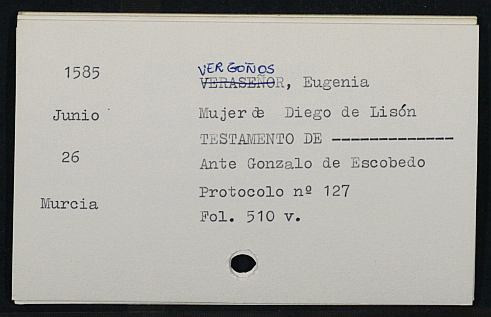 1585
VERGOÑOS
VERASEÑOR, Eugenia
Junio
Mujer de Diego de Lisón
TESTAMENTO DE -------------
26
Ante Gonzalo de Escobedo
Protocolo nº 127
Murcia
Fol. 510 v.